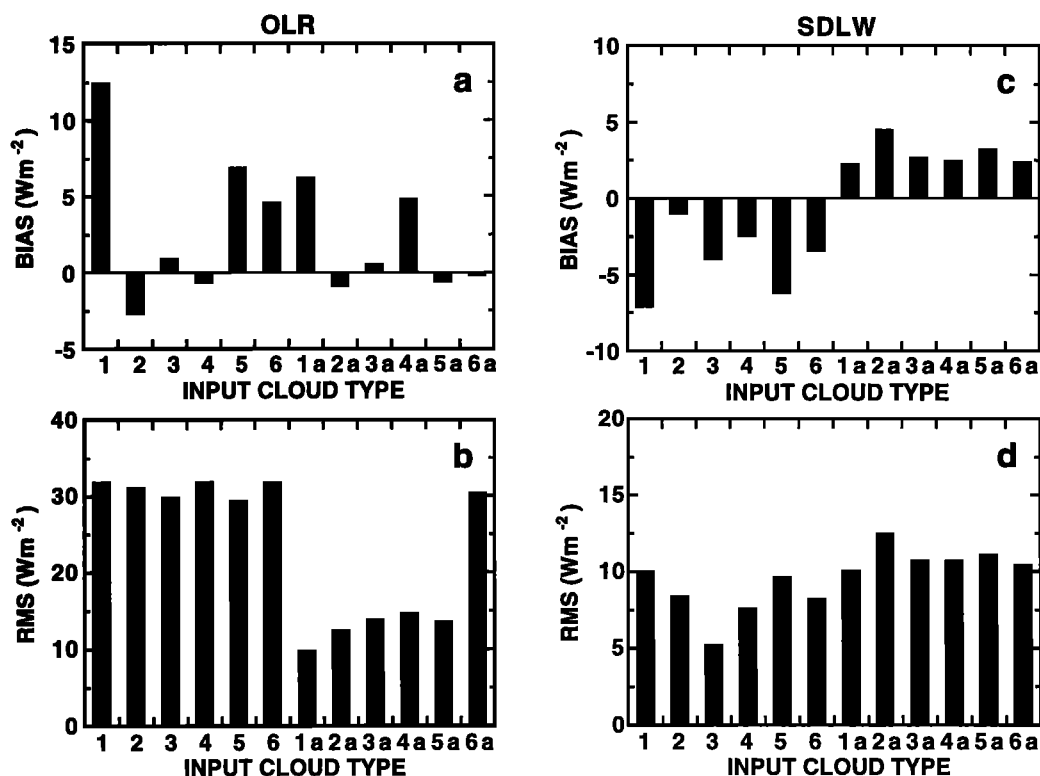 OLR
15
10
5
0
-5
BIAS (Wm⁻²)
a
1 2 3 4 5 6 1a 2a 3a 4a 5a 6a
INPUT CLOUD TYPE
SDLW
10
5
0
-5
-10
BIAS (Wm⁻²)
c
1 2 3 4 5 6 1a 2a 3a 4a 5a 6a
INPUT CLOUD TYPE
40
30
20
10
0
RMS (Wm⁻²)
b
1 2 3 4 5 6 1a 2a 3a 4a 5a 6a
INPUT CLOUD TYPE
20
15
10
5
0
RMS (Wm⁻²)
d
1 2 3 4 5 6 1a 2a 3a 4a 5a 6a
INPUT CLOUD TYPE